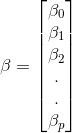 β = [β₀
β₁
β₂
.
.
βₚ]